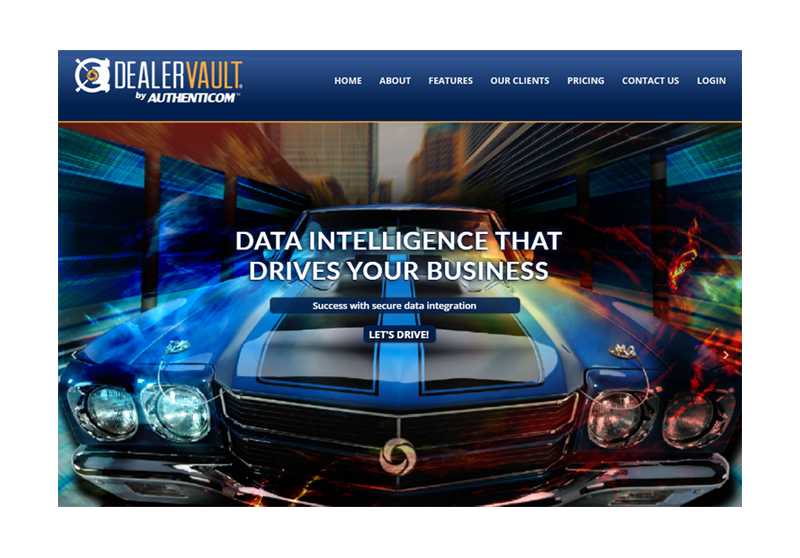 DEALERVAULT®
by AUTHENTICOM™
HOME ABOUT FEATURES OUR CLIENTS PRICING CONTACT US LOGIN
DATA INTELLIGENCE THAT
DRIVES YOUR BUSINESS
Success with secure data integration
LET'S DRIVE!